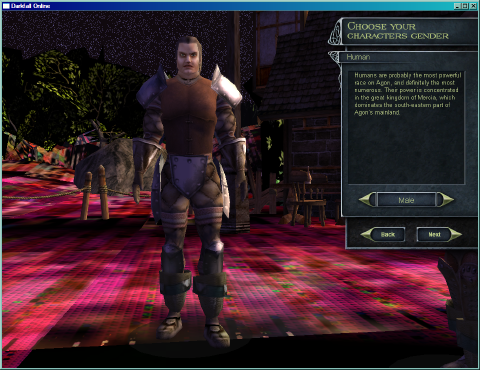 Darkfall Online
CHOOSE YOUR
CHARACTERS GENDER
Human
Humans are probably the most powerful
race on Agon, and definitely the most
numerous. Their power is concentrated
in the great kingdom of Mercia, which
dominates the south-eastern part of
Agon's mainland.
Male
Back
Next